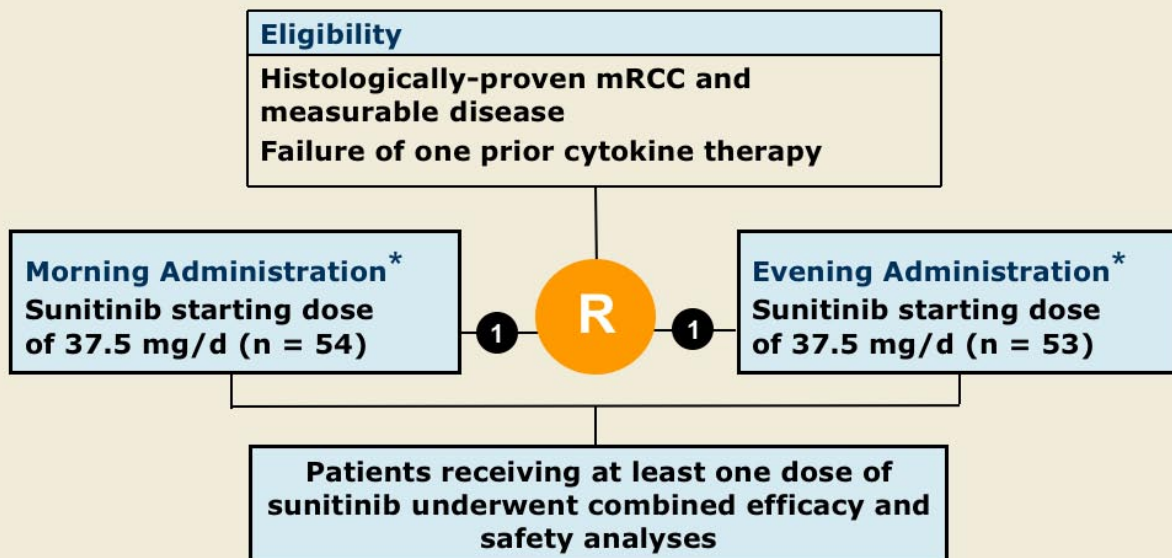 Eligibility
Histologically-proven mRCC and
measurable disease
Failure of one prior cytokine therapy
Morning Administration*
Sunitinib starting dose
of 37.5 mg/d (n = 54)
1
R
1
Evening Administration*
Sunitinib starting dose
of 37.5 mg/d (n = 53)
Patients receiving at least one dose of
sunitinib underwent combined efficacy and
safety analyses